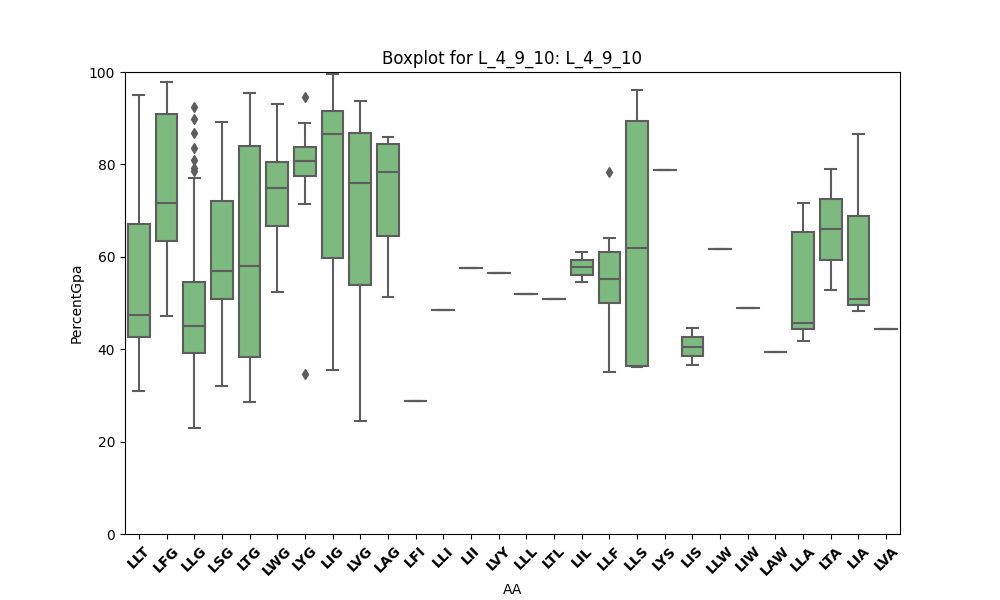 Boxplot for L_4_9_10: L_4_9_10
PercentGpa
100
80
60
40
20
0
LLT LFG LLG LSG LTG LWG LYG LIG LVG LAG LFI LLI LII LVY LLL LTL LIL LLF LLS LYS LIS LLW LIW LAW LLA LTA LIA LVA
AA